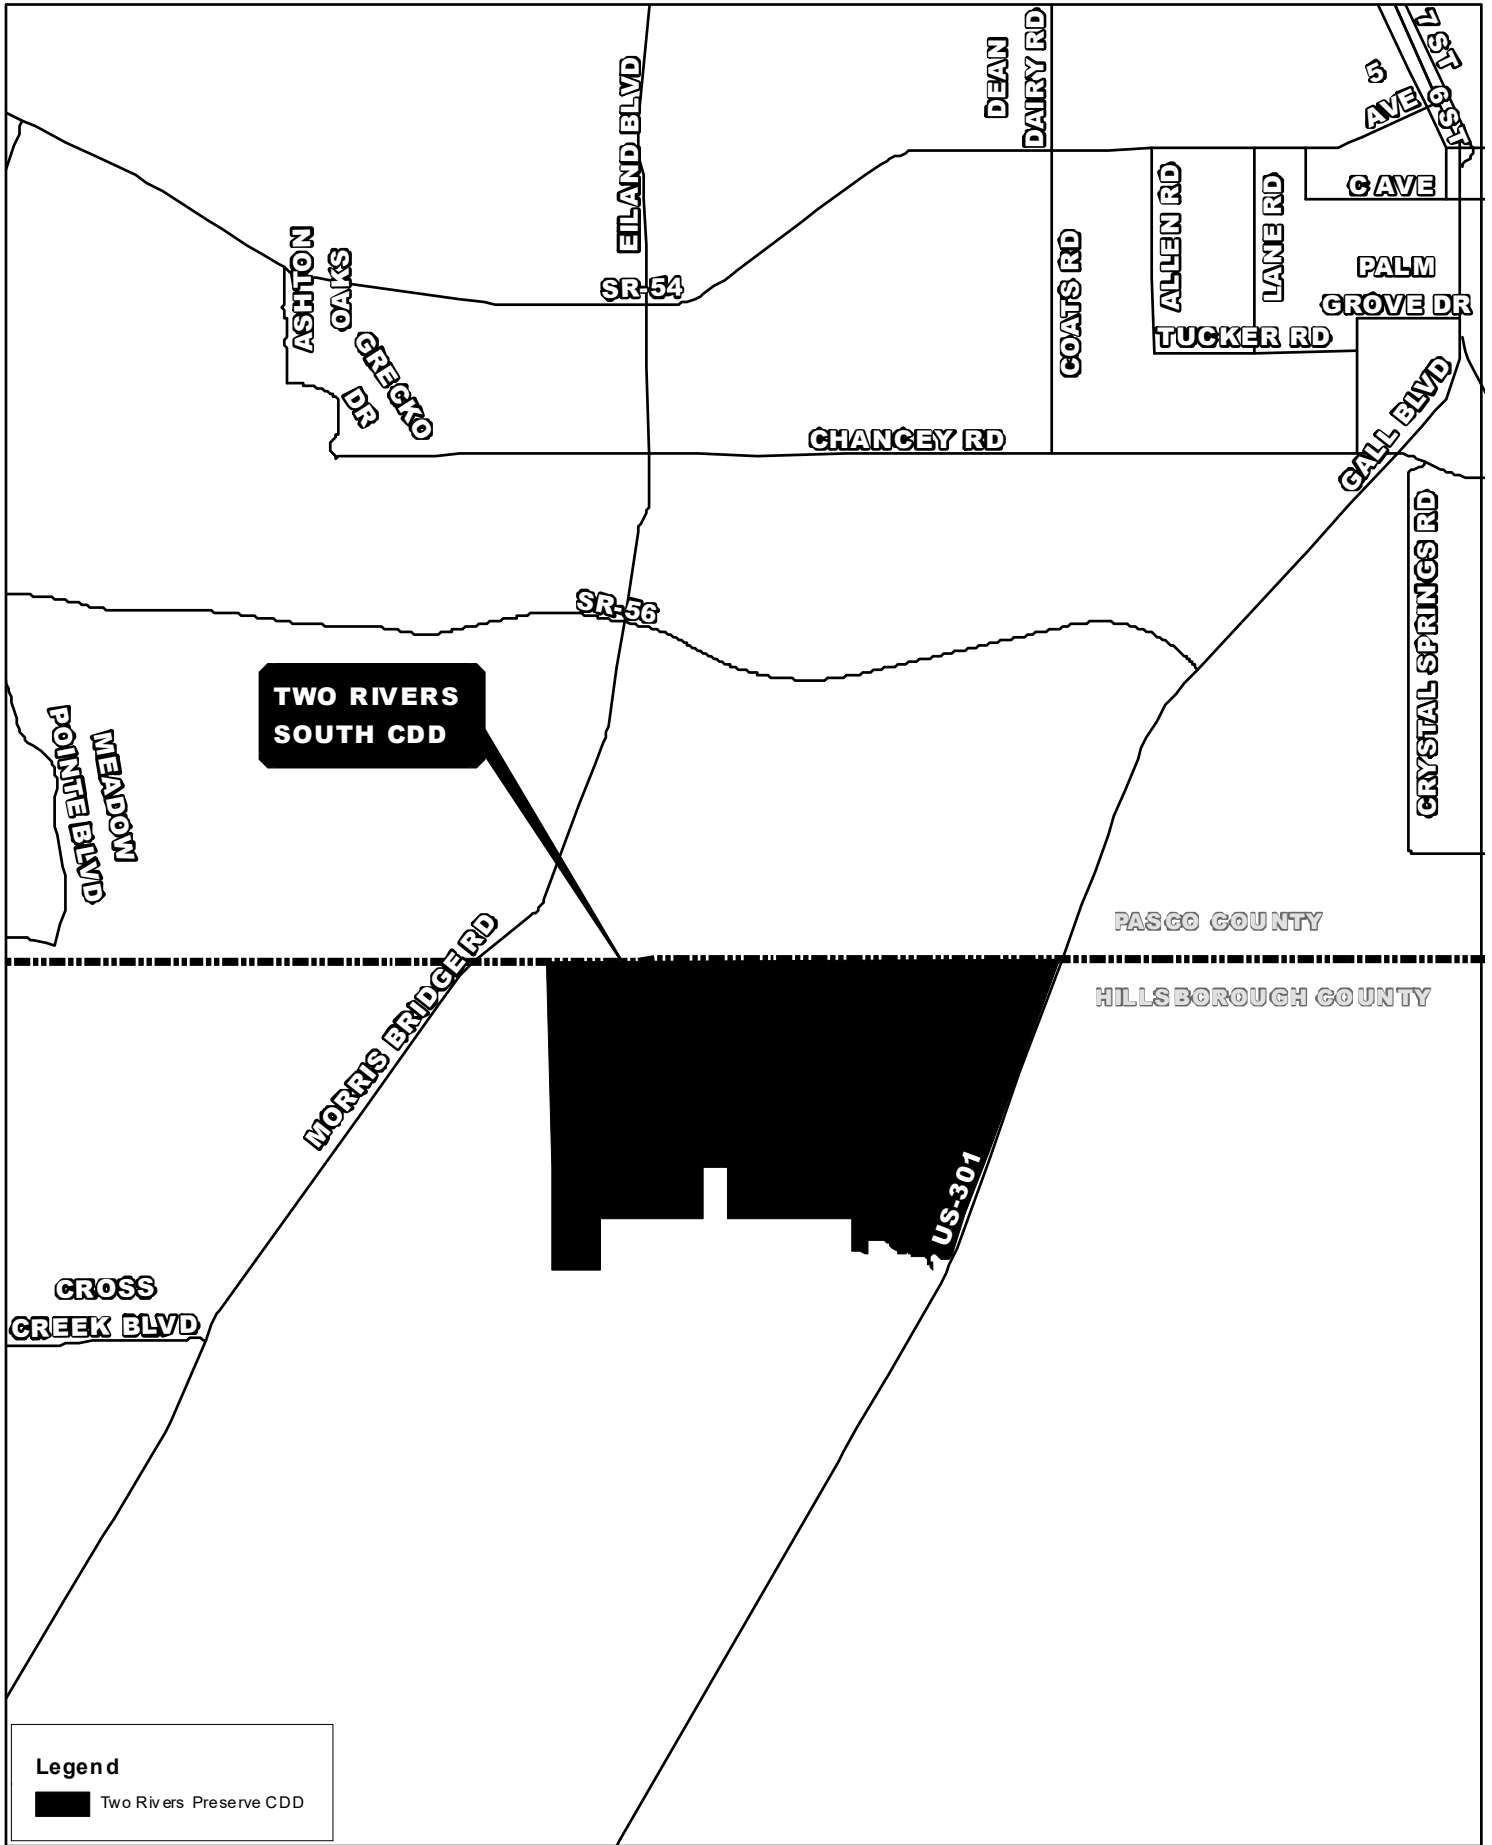 7 ST
5
AVE
6 ST
DEAN
DAIRY RD
EILAND BLVD
C AVE
ALLEN RD
LANE RD
ASHTON
OAKS
SR-54
COATS RD
PALM
GROVE DR
TUCKER RD
GRECKO
DR
GALL BLVD
CHANCEY RD
CRYSTAL SPRINGS RD
SR-56
TWO RIVERS
SOUTH CDD
MEADOW
POINTE BLVD
PASCO COUNTY
HILLSBOROUGH COUNTY
MORRIS BRIDGE RD
US-301
CROSS
CREEK BLVD
Legend
Two Rivers Preserve CDD